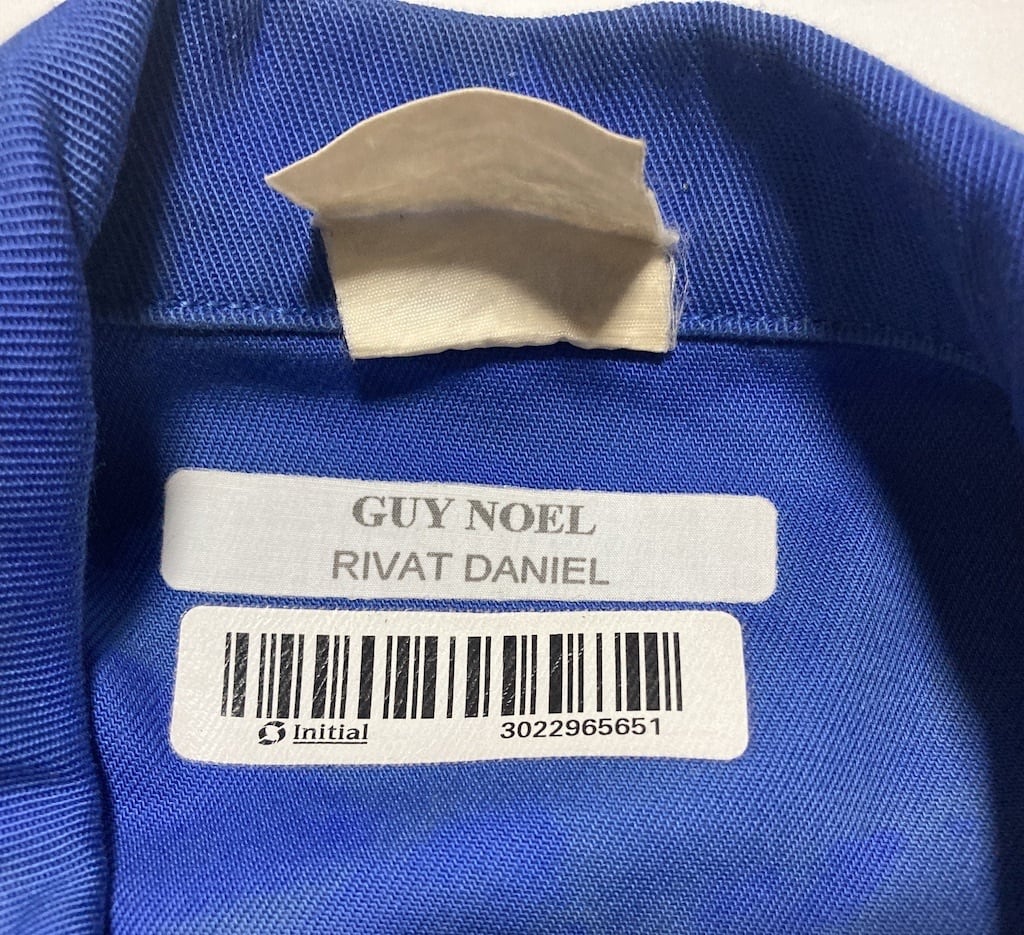 GUY NOEL
RIVAT DANIEL
Initial 3022965651